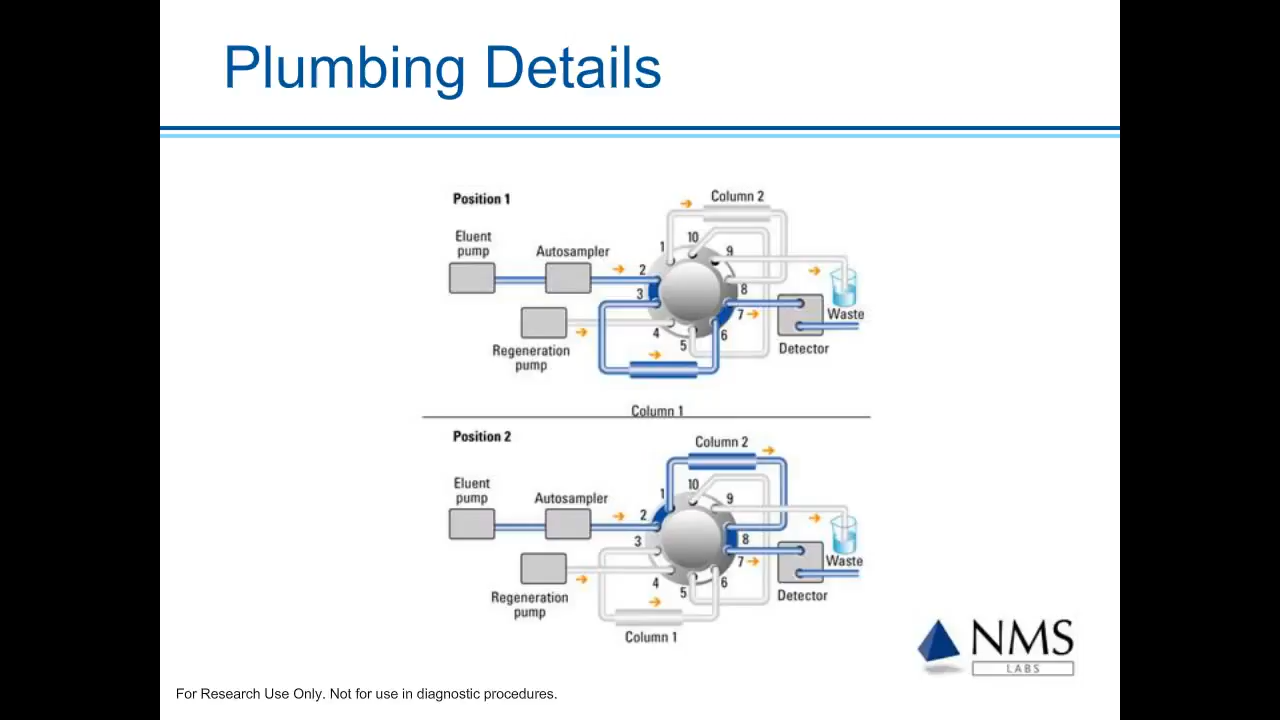 Plumbing Details
Position 1
Column 2
Eluent
pump
Autosampler
1
10
9
2
3
8
7
4
5
6
Regeneration
pump
Waste
Detector
Column 1
Position 2
Column 2
Eluent
pump
Autosampler
1
10
9
2
3
8
7
4
5
6
Regeneration
pump
Waste
Detector
Column 1
NMS
LABS
For Research Use Only. Not for use in diagnostic procedures.